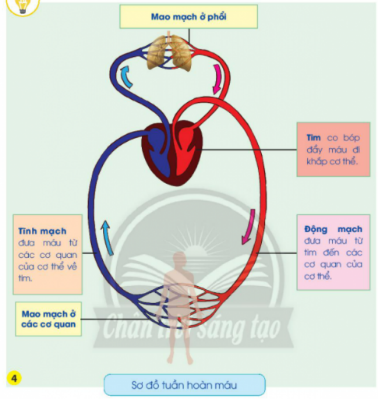 Mao mạch ở phổi
Tim co bóp
đẩy máu đi
khắp cơ thể.
Tĩnh mạch
đưa máu từ
các cơ quan
của cơ thể về
tim.
Động mạch
đưa máu từ
tim đến các
cơ quan của
cơ thể.
Mao mạch ở
các cơ quan
Chân trời sáng tạo
4
Sơ đồ tuần hoàn máu